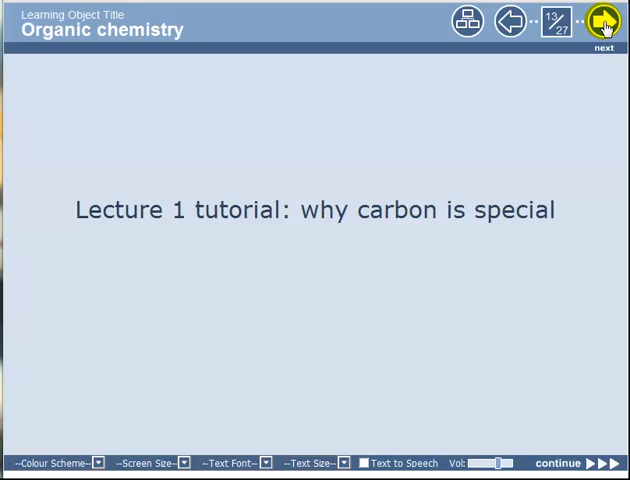 Learning Object Title
Organic chemistry
13/27
next
Lecture 1 tutorial: why carbon is special
--Colour Scheme-- --Screen Size-- --Text Font-- --Text Size-- Text to Speech Vol: continue